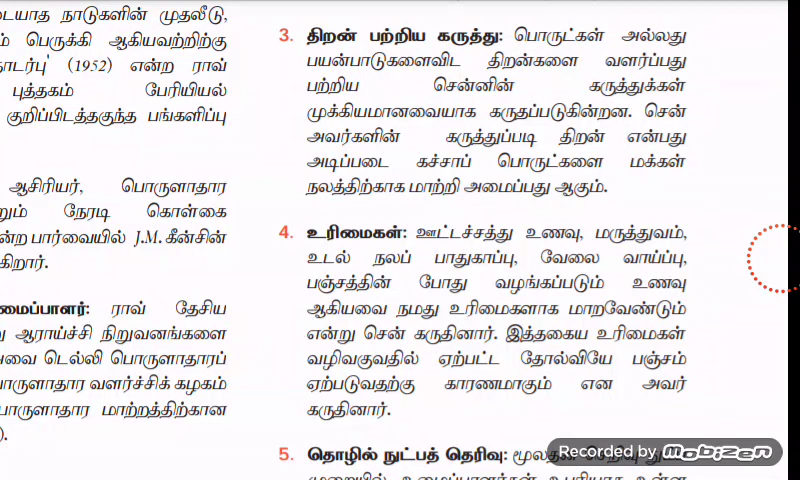 நாடுகளின் முதலீடு,
பெருக்கி ஆகியவற்றிற்கு
(1952) என்ற ராவ்
புத்தகம் பேரியியல்
குறிப்பிடத்தகுந்த பங்களிப்பு
ஆசிரியர், பொருளாதார
நேரடி கொள்கை
பார்வையில் J.M.கீன்சின்
ராவ் தேசிய
ஆராய்ச்சி நிறுவனங்களை
டெல்லி பொருளாதாரப்
வளர்ச்சிக் கழகம்
மாற்றத்திற்கான
3. திறன் பற்றிய கருத்து: பொருட்கள் அல்லது
பயன்பாடுகளைவிட திறன்களை வளர்ப்பது
பற்றிய சென்னின் கருத்துக்கள்
முக்கியமானவையாக கருதப்படுகின்றன. சென்
அவர்களின் கருத்துப்படி திறன் என்பது
அடிப்படை கச்சாப் பொருட்களை மக்கள்
நலத்திற்காக மாற்றி அமைப்பது ஆகும்.
4. உரிமைகள்: ஊட்டச்சத்து உணவு, மருத்துவம்,
உடல் நலப் பாதுகாப்பு, வேலை வாய்ப்பு,
பஞ்சத்தின் போது வழங்கப்படும் உணவு
ஆகியவை நமது உரிமைகளாக மாறவேண்டும்
என்று சென் கருதினார். இத்தகைய உரிமைகள்
வழிவகுவதில் ஏற்பட்ட தோல்வியே பஞ்சம்
ஏற்படுவதற்கு காரணமாகும் என அவர்
கருதினார்.
5. தொழில் நுட்பத் தெரிவு:
Recorded by Mobizen